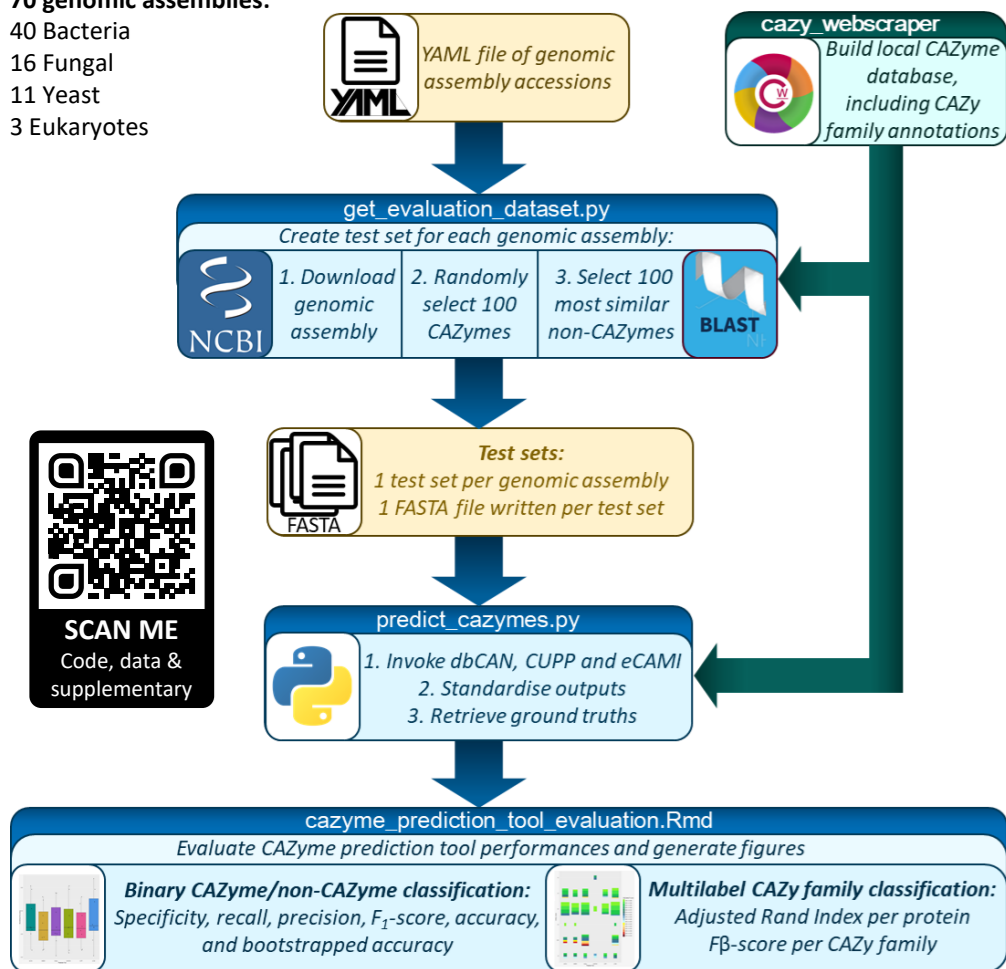 70 genomic assemblies:
40 Bacteria
16 Fungal
11 Yeast
3 Eukaryotes
YAML
YAML file of genomic
assembly accessions
cazy_webscraper
CW
Build local CAZyme
database,
including CAZy
family annotations
get_evaluation_dataset.py
Create test set for each genomic assembly:
NCBI
1. Download
genomic
assembly
2. Randomly
select 100
CAZymes
3. Select 100
most similar
non-CAZymes
BLAST
FASTA
Test sets:
1 test set per genomic assembly
1 FASTA file written per test set
SCAN ME
Code, data &
supplementary
predict_cazymes.py
1. Invoke dbCAN, CUPP and eCAMI
2. Standardise outputs
3. Retrieve ground truths
cazyme_prediction_tool_evaluation.Rmd
Evaluate CAZyme prediction tool performances and generate figures
Binary CAZyme/non-CAZyme classification:
Specificity, recall, precision, F1-score, accuracy,
and bootstrapped accuracy
Multilabel CAZy family classification:
Adjusted Rand Index per protein
Fβ-score per CAZy family